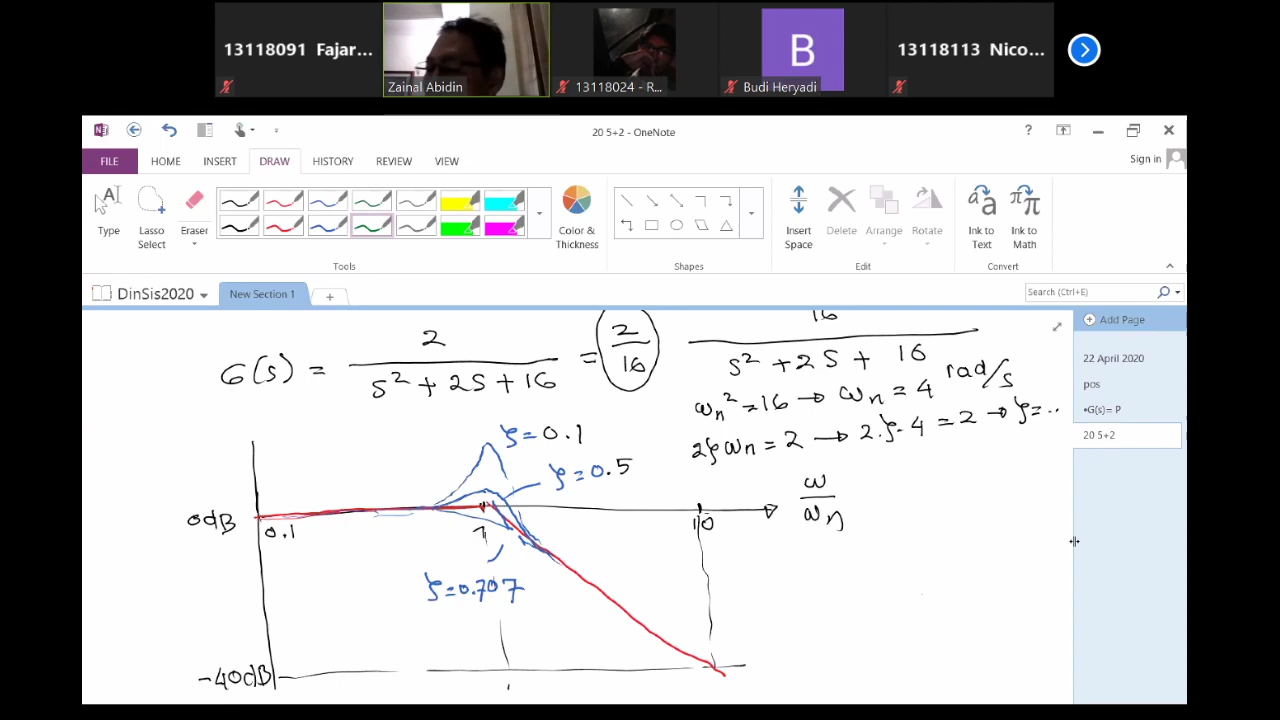 13118091 Fajar...
Zainal Abidin
13118024 - R...
B
Budi Heryadi
13118113 Nico...
20 5+2 - OneNote
?
Sign in
FILE HOME INSERT DRAW HISTORY REVIEW VIEW
Type
Lasso Select
Eraser
Color & Thickness
Insert Space
Delete
Arrange
Rotate
Ink to Text
Ink to Math
Tools
Shapes
Edit
Convert
DinSis2020
New Section 1
+
Search (Ctrl+E)
Add Page
22 April 2020
pos
•G(s)= P
20 5+2
G(s) = 2 / (s² + 2s + 16) = 2/16 16 / (s² + 2s + 16)
ωn² = 16 → ωn = 4 rad/s
2ζωn = 2 → 2.ζ.4 = 2 → ζ = ..
ζ = 0.1
ζ = 0.5
ω/ωn
0dB
0.1
1
10
ζ = 0.707
-40dB